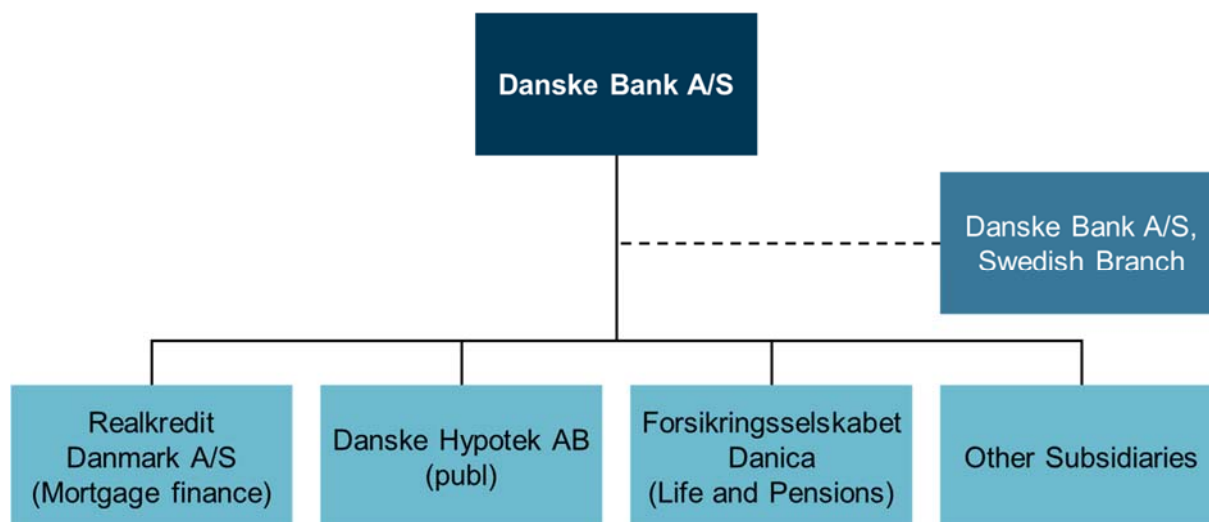 Danske Bank A/S
Danske Bank A/S,
Swedish Branch
Realkredit
Danmark A/S
(Mortgage finance)
Danske Hypotek AB
(publ)
Forsikringsselskabet
Danica
(Life and Pensions)
Other Subsidiaries